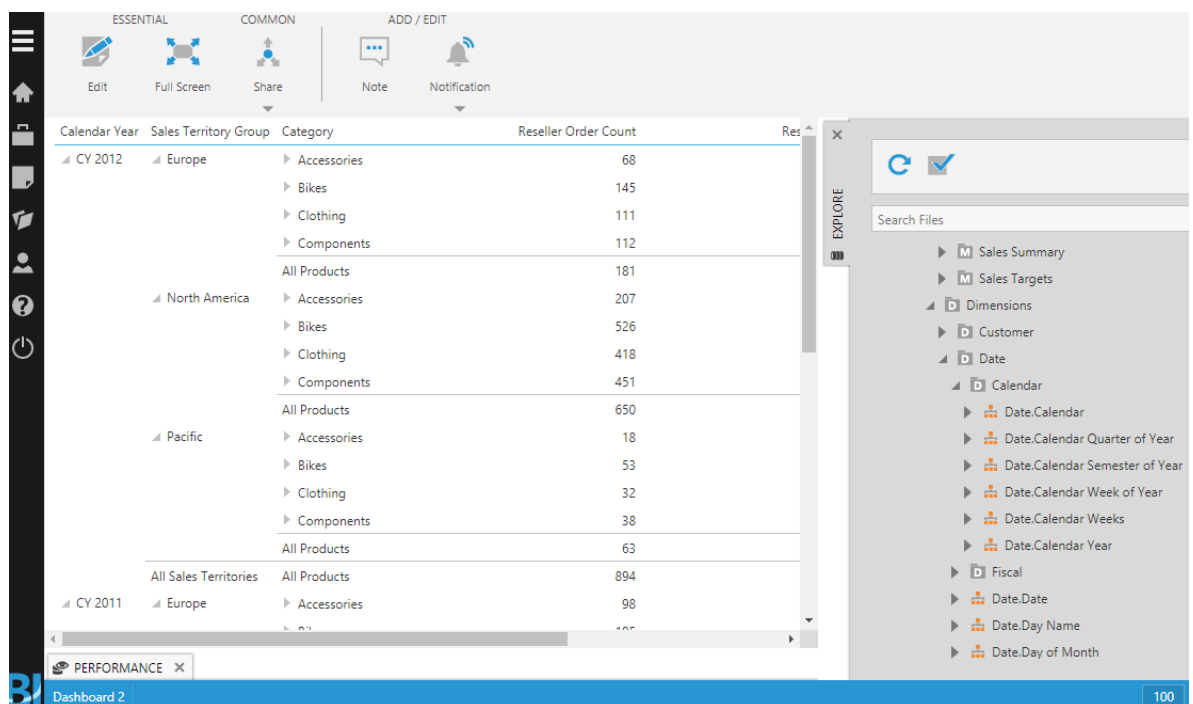 ESSENTIAL COMMON ADD / EDIT
Edit Full Screen Share Note Notification
Calendar Year Sales Territory Group Category Reseller Order Count Res
CY 2012 Europe Accessories 68
Bikes 145
Clothing 111
Components 112
All Products 181
North America Accessories 207
Bikes 526
Clothing 418
Components 451
All Products 650
Pacific Accessories 18
Bikes 53
Clothing 32
Components 38
All Products 63
All Sales Territories All Products 894
CY 2011 Europe Accessories 98
EXPLORE
Search Files
M Sales Summary
M Sales Targets
D Dimensions
D Customer
D Date
D Calendar
Date.Calendar
Date.Calendar Quarter of Year
Date.Calendar Semester of Year
Date.Calendar Week of Year
Date.Calendar Weeks
Date.Calendar Year
D Fiscal
Date.Date
Date.Day Name
Date.Day of Month
PERFORMANCE
Dashboard 2 100